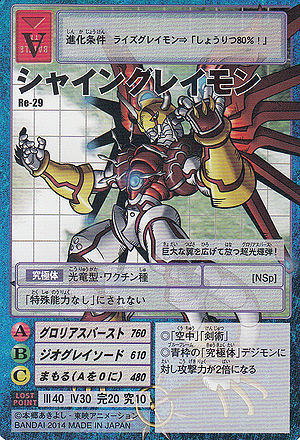 進化条件 ライズグレイモン⇒「しょうりつ80%！」
シャイングレイモン
Re-29
巨大な翼を広げて放つ超光輝弾！
究極体 光竜型・ワクチン種 [NSp]
「特殊能力なし」にされない
A グロリアスバースト 760
B ジオグレイソード 610
C まもる(Aを0に) 480
◎「空中」「剣術」
◎青枠の「究極体」デジモンに
対し攻撃力が2倍になる
LOST POINT Ⅲ40 Ⅳ30 完20 究10
©本郷あきよし・東映アニメーション
BANDAI 2014 MADE IN JAPAN